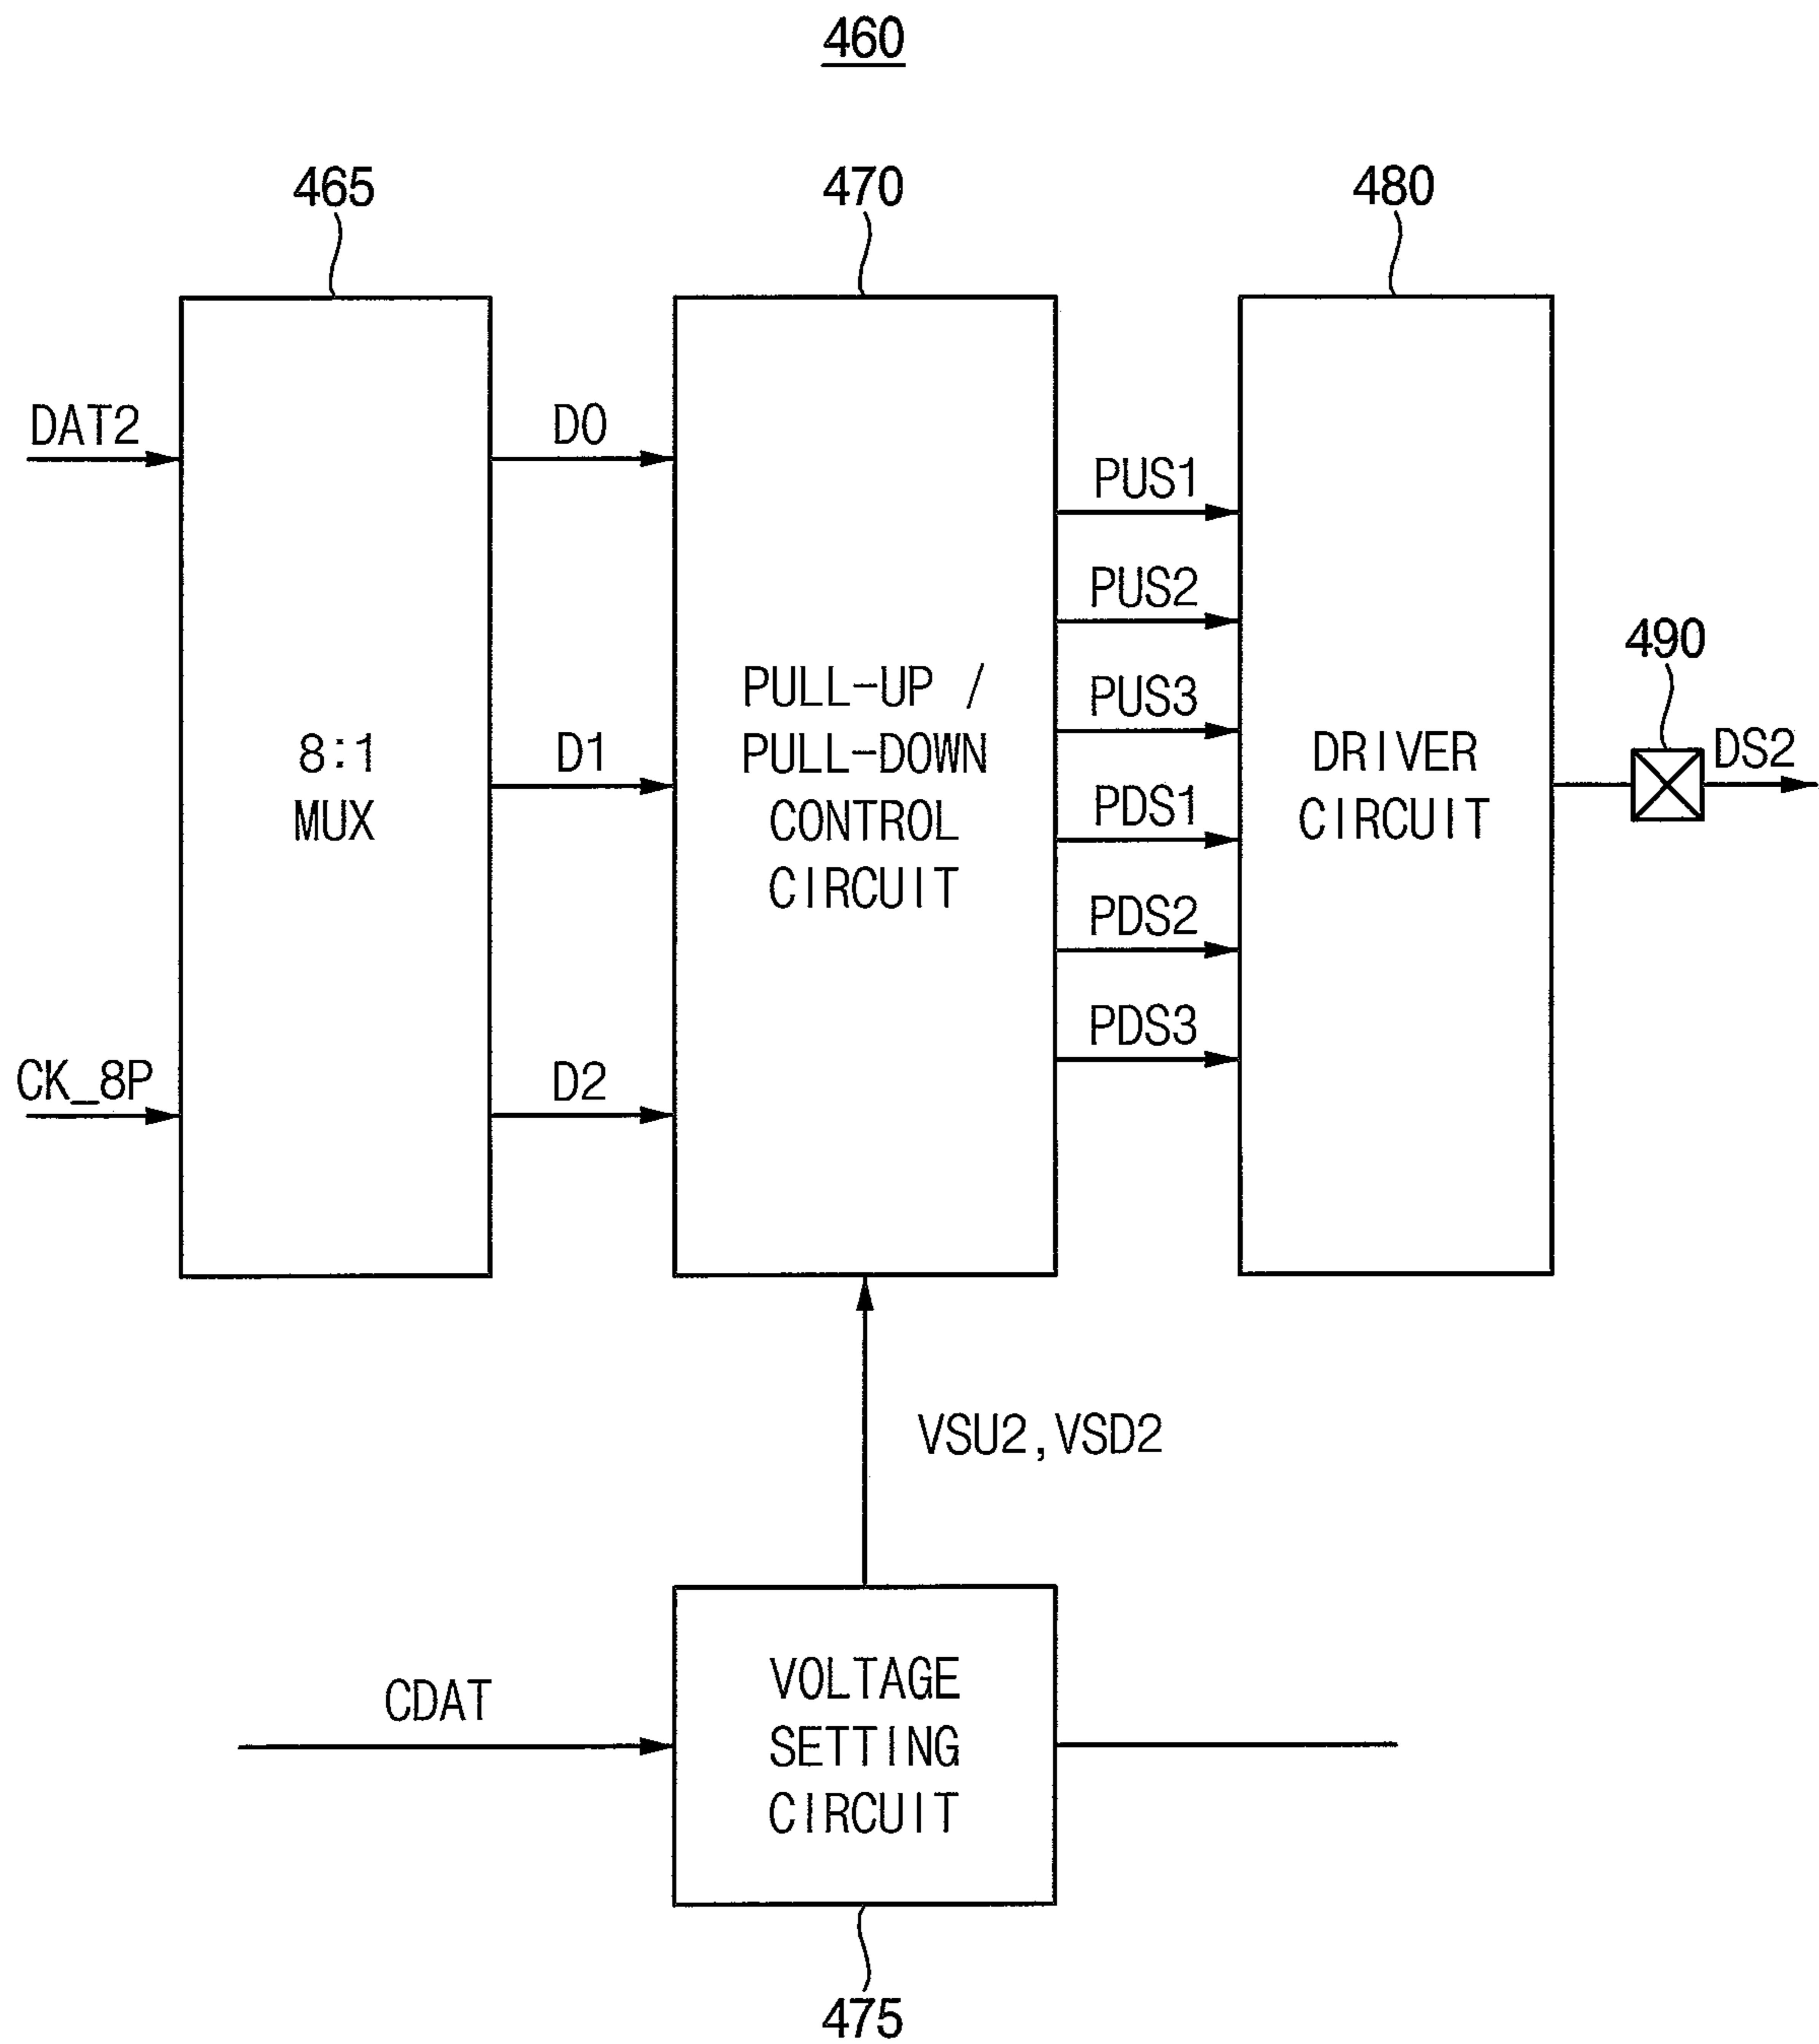 460
465
470
480
DAT2
D0
PUS1
PUS2
490
PULL-UP /
PUS3
8:1
D1
PULL-DOWN
DRIVER
DS2
MUX
CONTROL
PDS1
CIRCUIT
CIRCUIT
PDS2
PDS3
CK_8P
D2
VSU2,VSD2
CDAT
VOLTAGE
SETTING
CIRCUIT
475